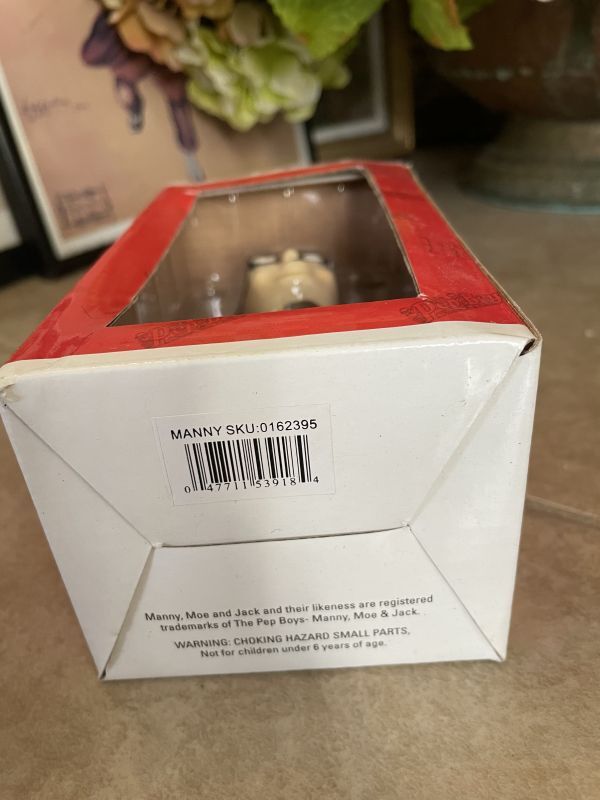 MANNY SKU:0162395
0 47711 53918 4
Manny, Moe and Jack and their likeness are registered
trademarks of The Pep Boys- Manny, Moe & Jack.
WARNING: CHOKING HAZARD SMALL PARTS,
Not for children under 6 years of age.